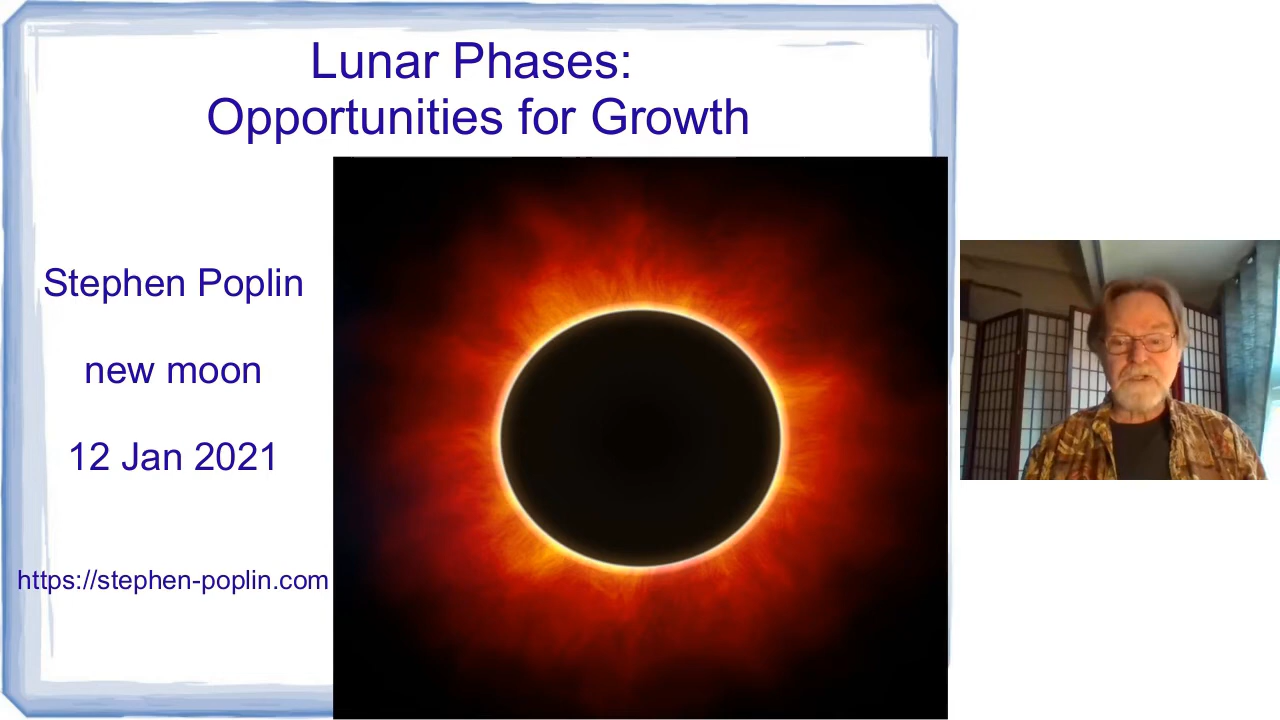 Lunar Phases:
Opportunities for Growth
Stephen Poplin
new moon
12 Jan 2021
https://stephen-poplin.com